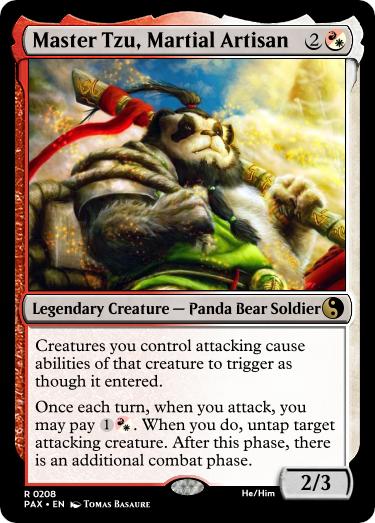 Master Tzu, Martial Artisan 2
Legendary Creature — Panda Bear Soldier
Creatures you control attacking cause
abilities of that creature to trigger as
though it entered.
Once each turn, when you attack, you
may pay 1 . When you do, untap target
attacking creature. After this phase, there
is an additional combat phase.
2/3
R 0208
PAX • EN Tomas Basaure
He/Him